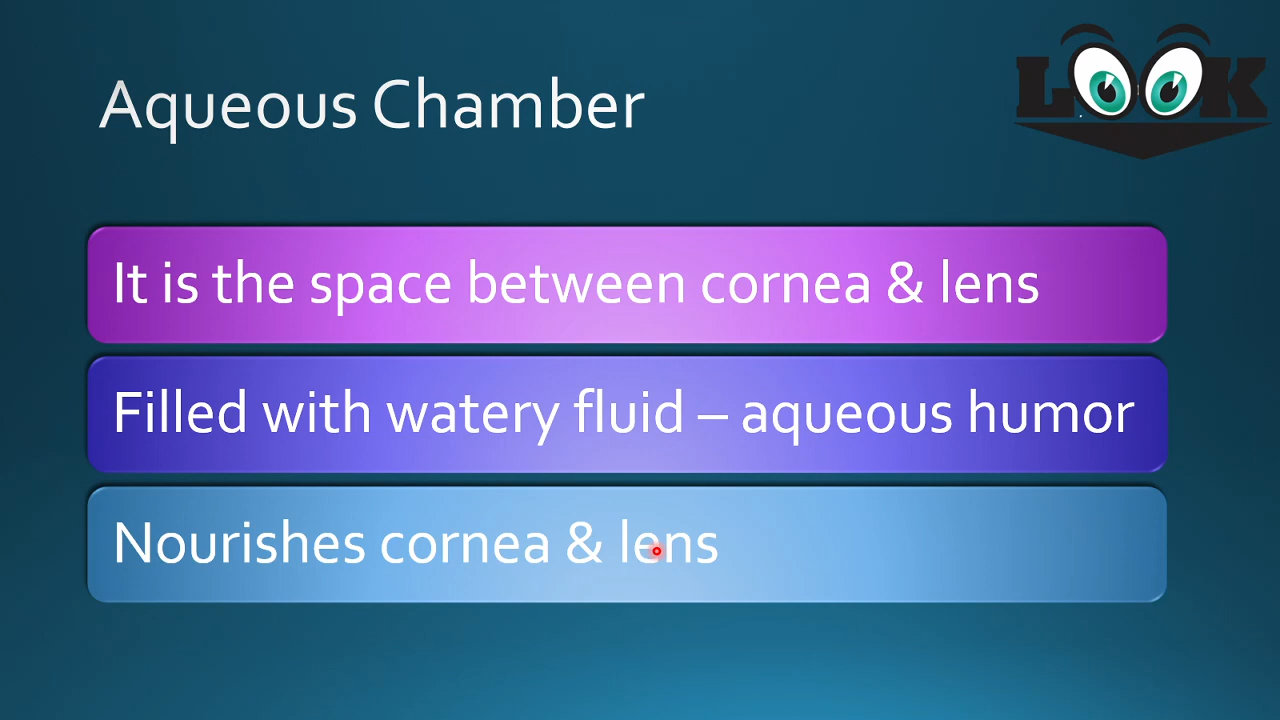 LOOK
Aqueous Chamber
It is the space between cornea & lens
Filled with watery fluid – aqueous humor
Nourishes cornea & lens